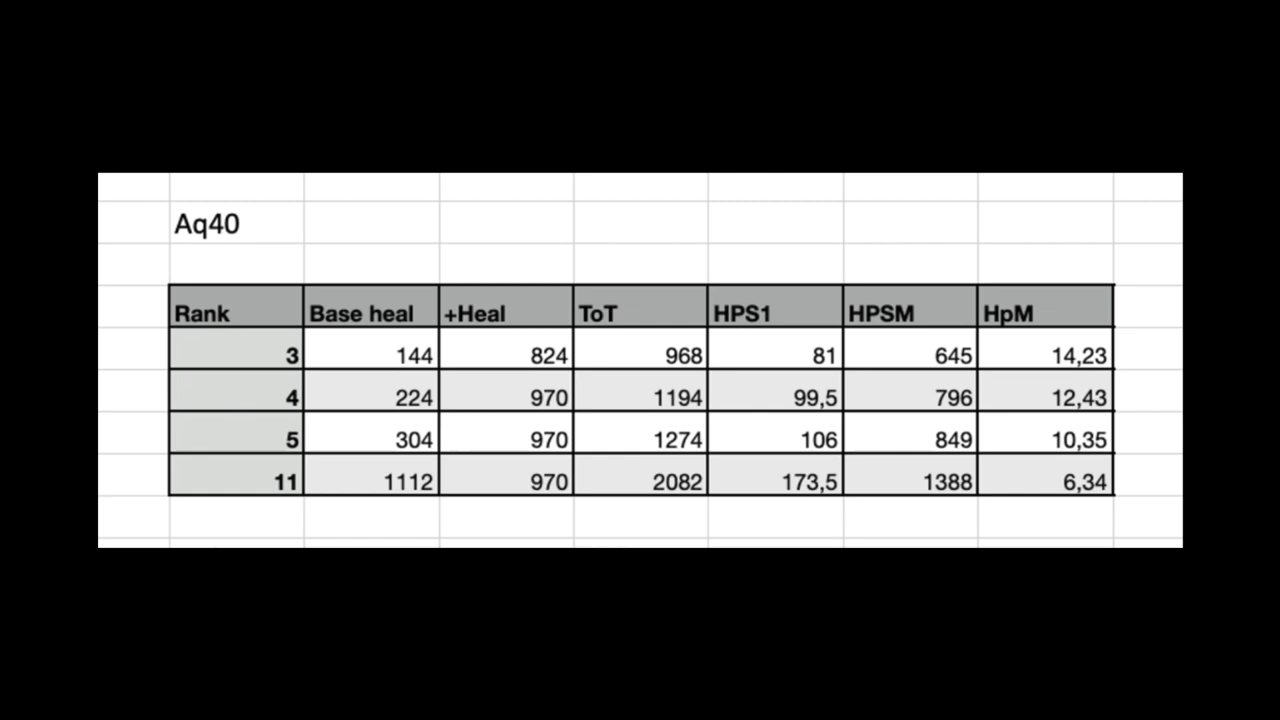 Aq40
Rank Base heal +Heal ToT HPS1 HPSM HpM
3 144 824 968 81 645 14,23
4 224 970 1194 99,5 796 12,43
5 304 970 1274 106 849 10,35
11 1112 970 2082 173,5 1388 6,34